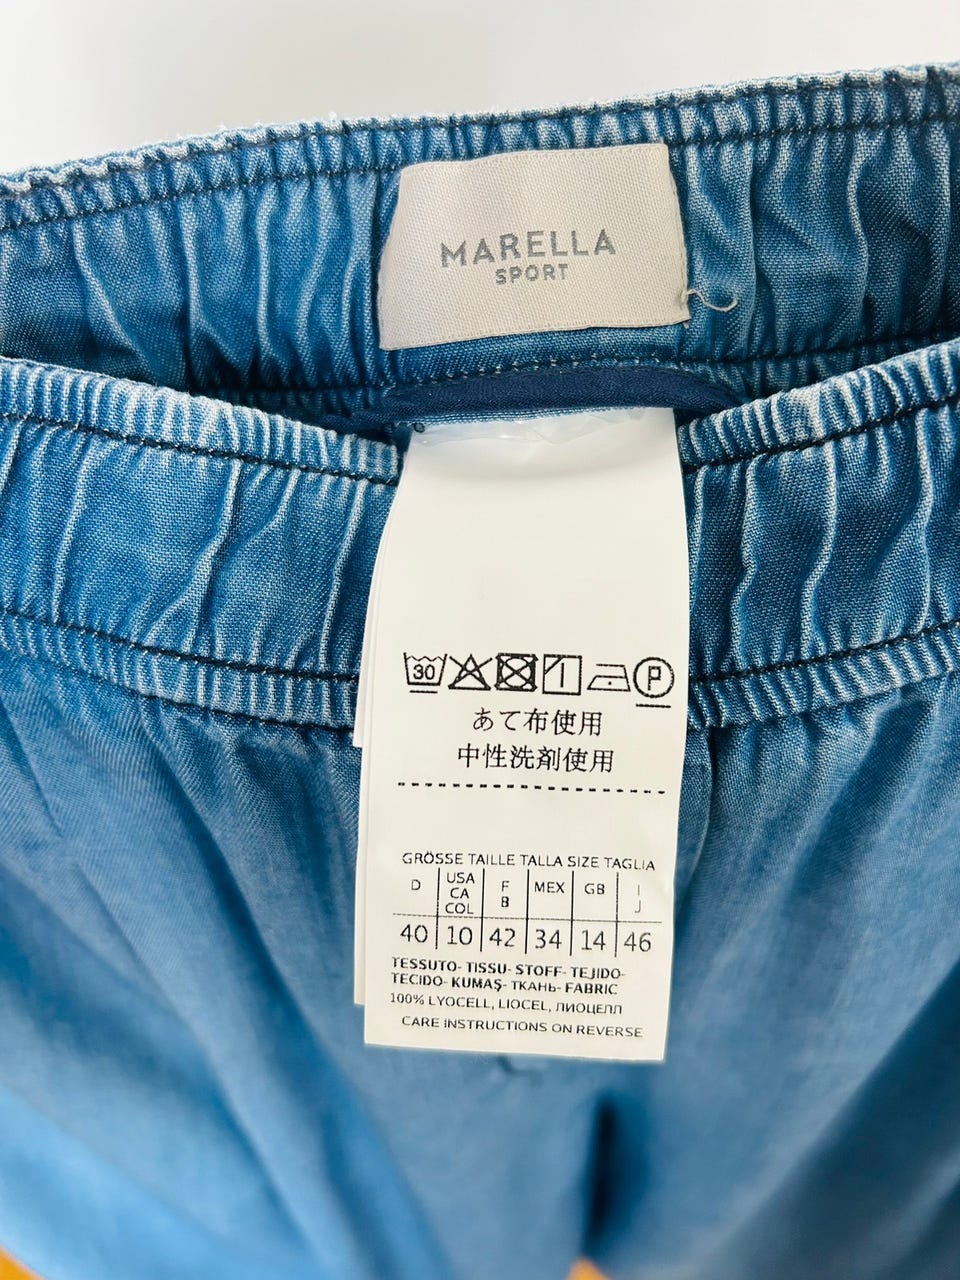 MARELLA
SPORT
30 P
あて布使用
中性洗剤使用
GRÖSSE TAILLE TALLA SIZE TAGLIA
D USA CA COL F B MEX GB I J
40 10 42 34 14 46
TESSUTO- TISSU- STOFF- TEJIDO-
TECIDO- KUMAŞ- ТКАНЬ- FABRIC
100% LYOCELL, LIOCEL, ЛИОЦЕЛЛ
CARE INSTRUCTIONS ON REVERSE